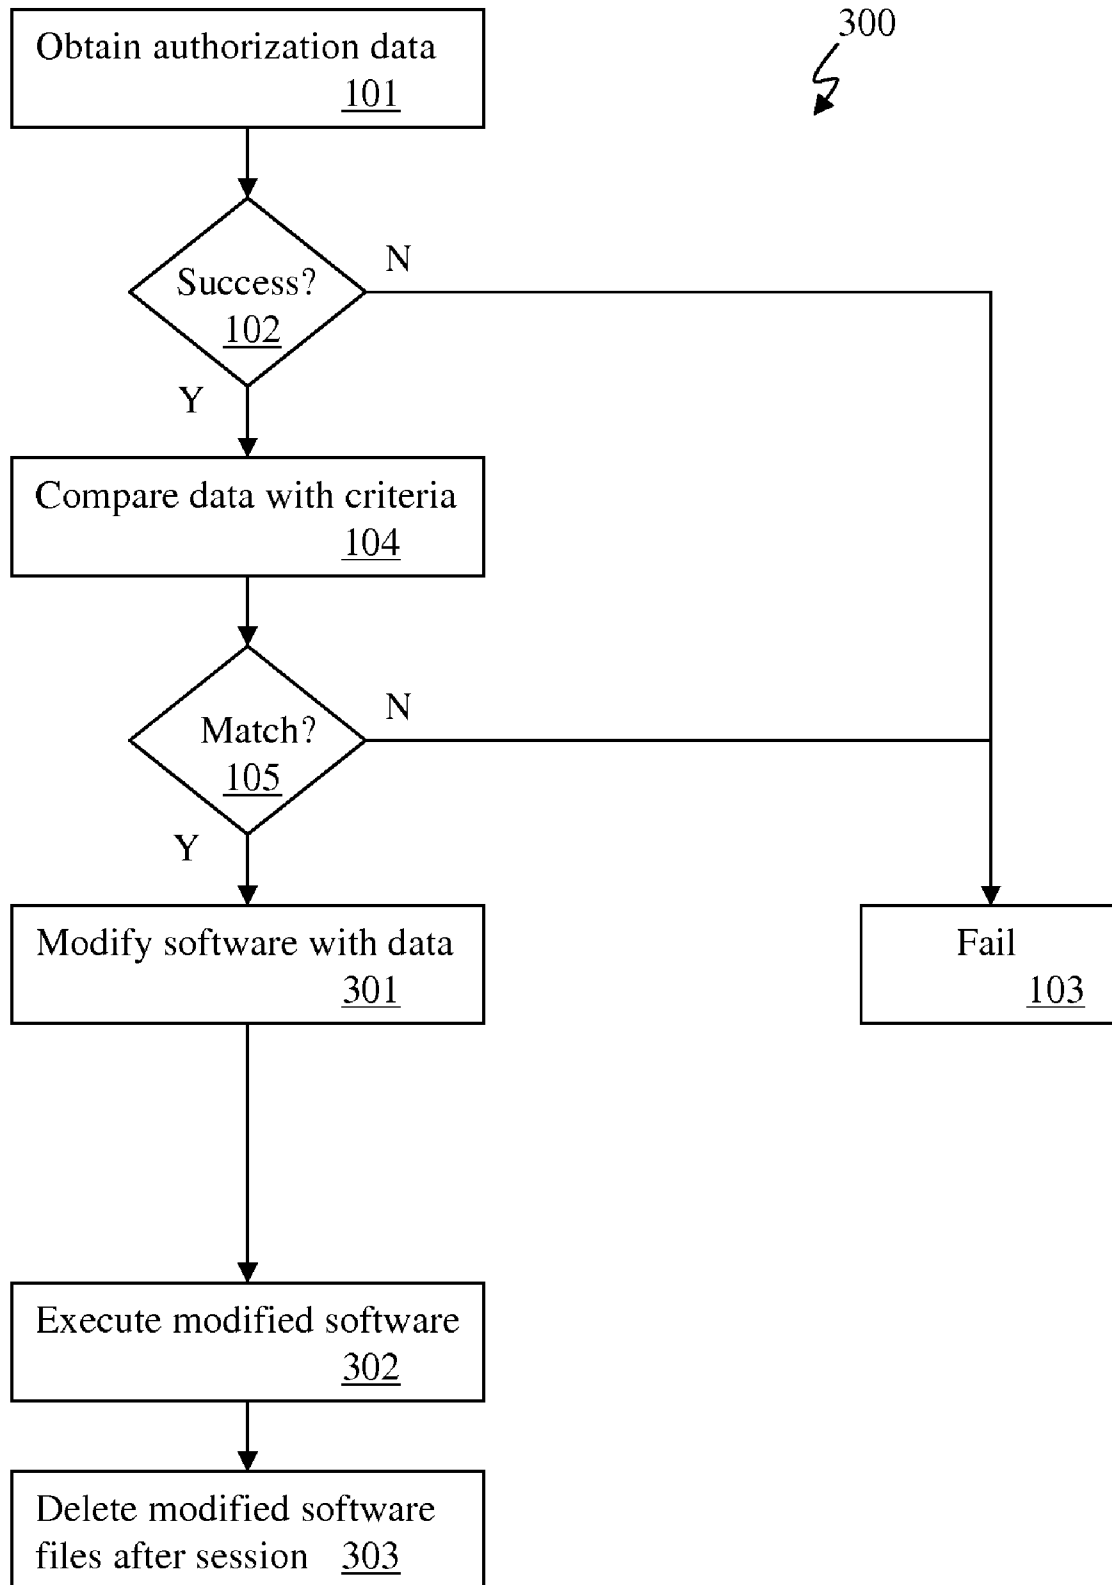 300
Obtain authorization data
101
Success?
102
N
Y
Compare data with criteria
104
Match?
105
N
Y
Modify software with data
301
Fail
103
Execute modified software
302
Delete modified software
files after session 303